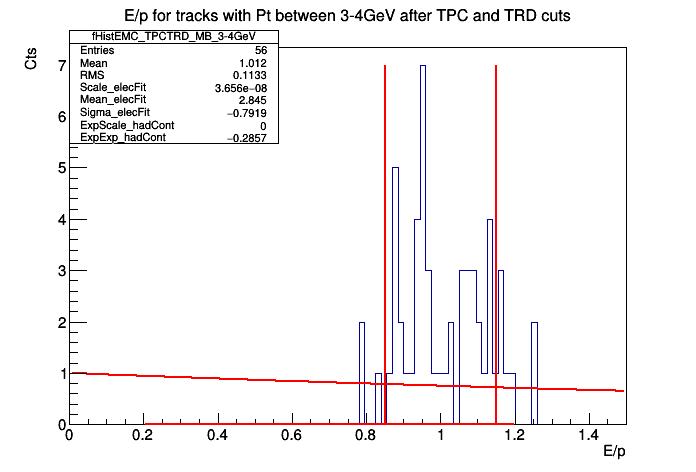 E/p for tracks with Pt between 3-4GeV after TPC and TRD cuts
fHistEMC_TPCTRD_MB_3-4GeV
Entries 56
Mean 1.012
RMS 0.1133
Scale_elecFit 3.656e-08
Mean_elecFit 2.845
Sigma_elecFit -0.7919
ExpScale_hadCont 0
ExpExp_hadCont -0.2857
Cts
7
6
5
4
3
2
1
0
0 0.2 0.4 0.6 0.8 1 1.2 1.4
E/p